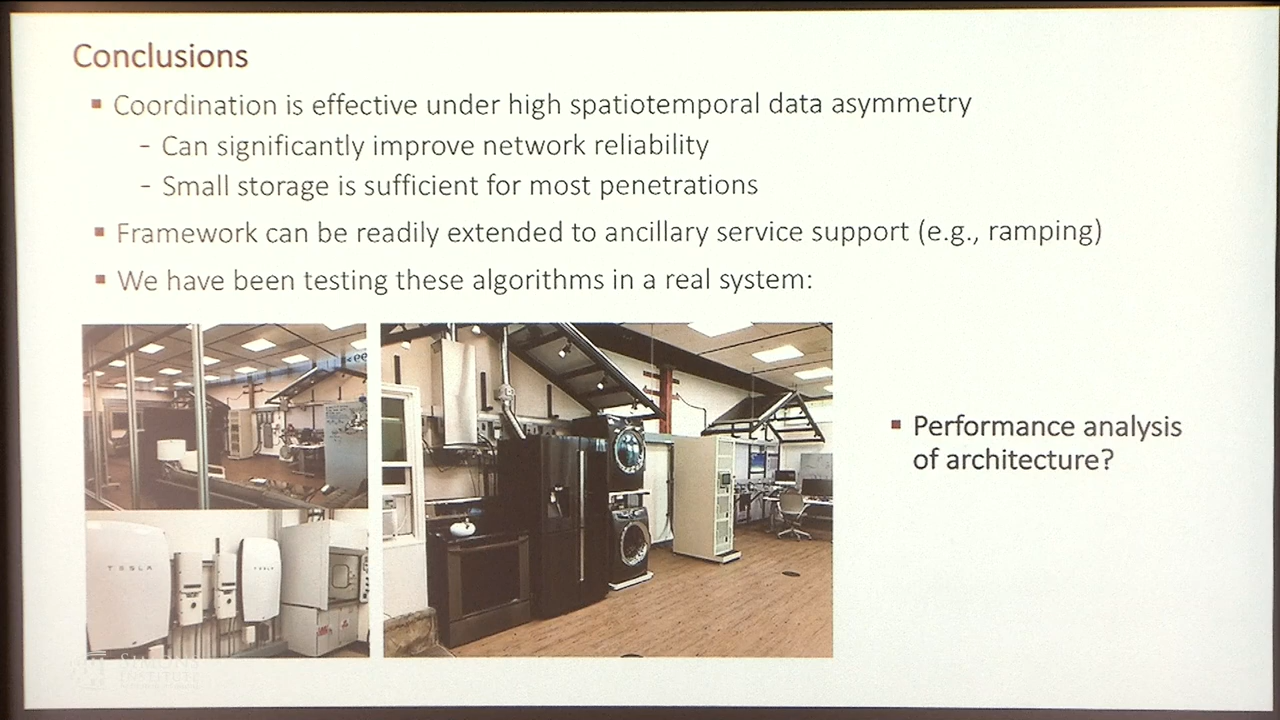 Conclusions
▪ Coordination is effective under high spatiotemporal data asymmetry
- Can significantly improve network reliability
- Small storage is sufficient for most penetrations
▪ Framework can be readily extended to ancillary service support (e.g., ramping)
▪ We have been testing these algorithms in a real system:
▪ Performance analysis
of architecture?
TESLA
TESLA
INSTITUTE